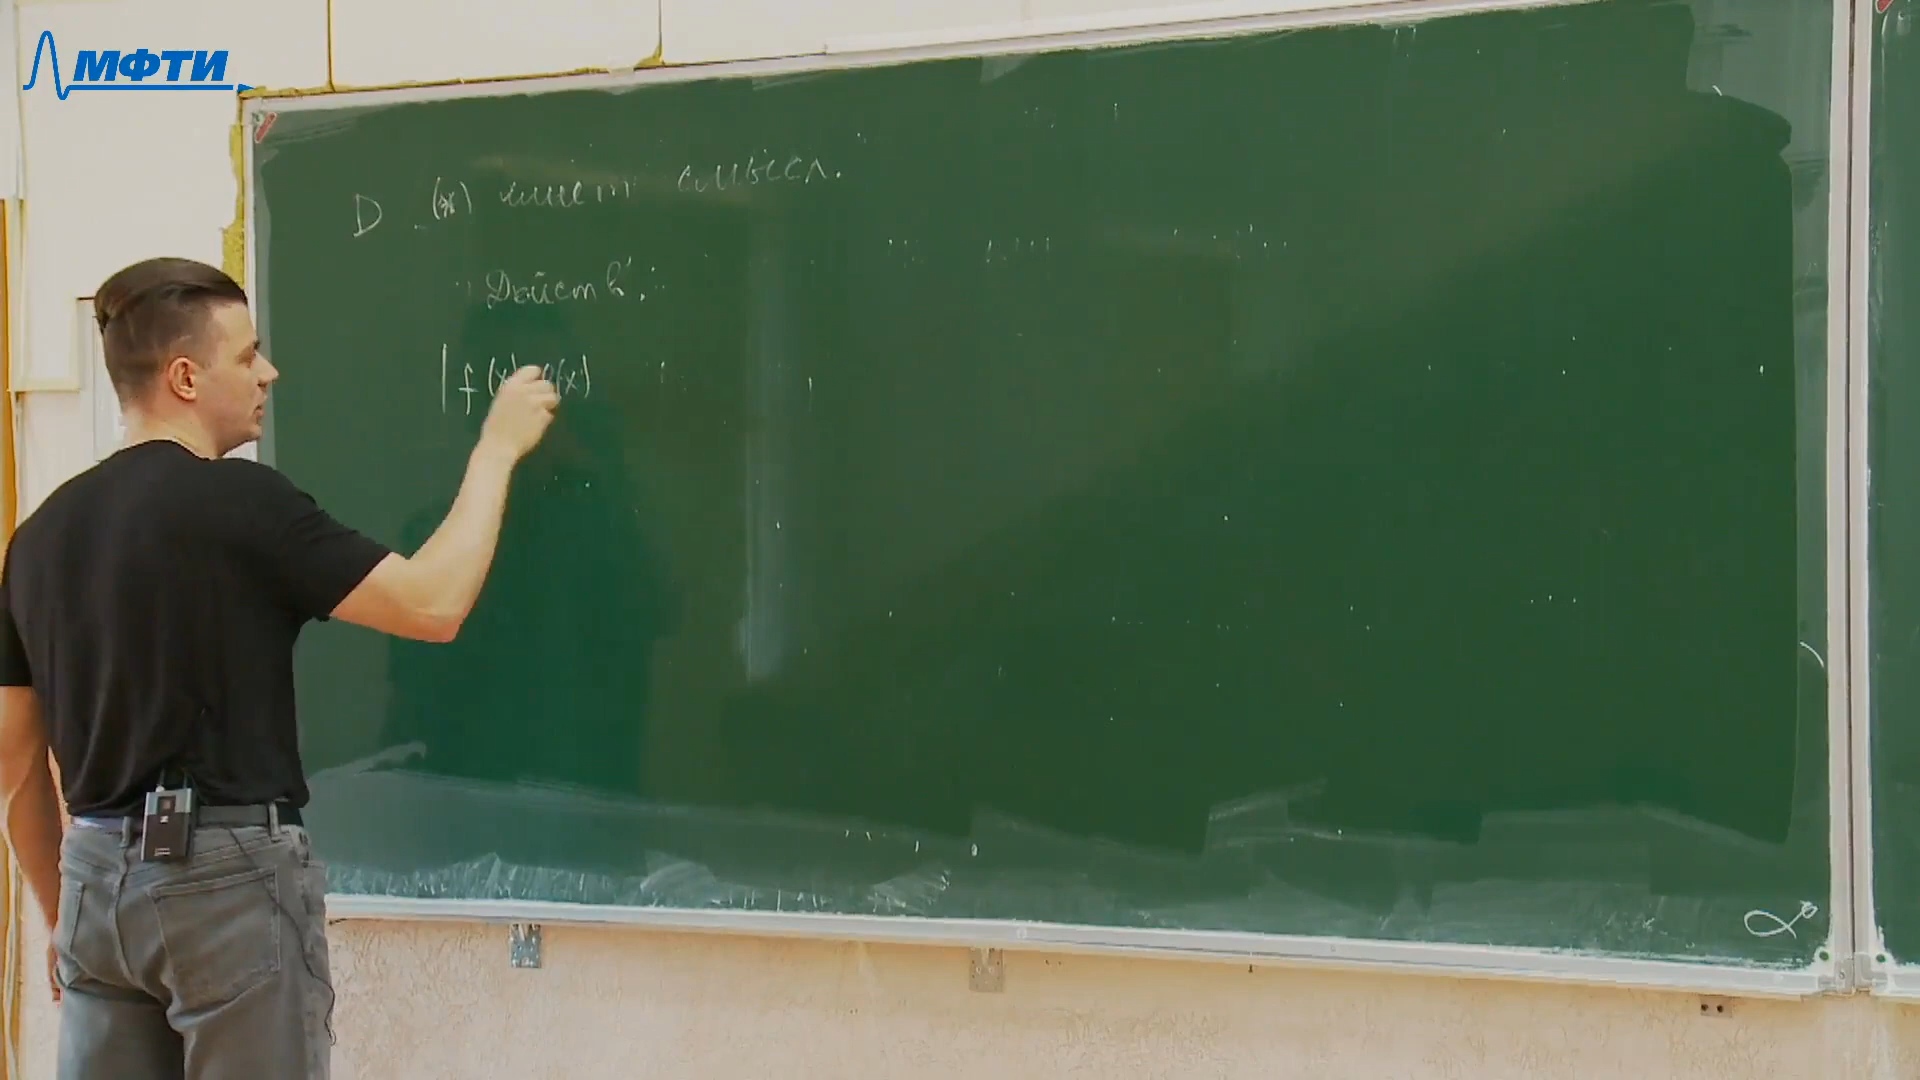 МФТИ
D (*) имеет смысл.
Действ.
|f(x) g(x)